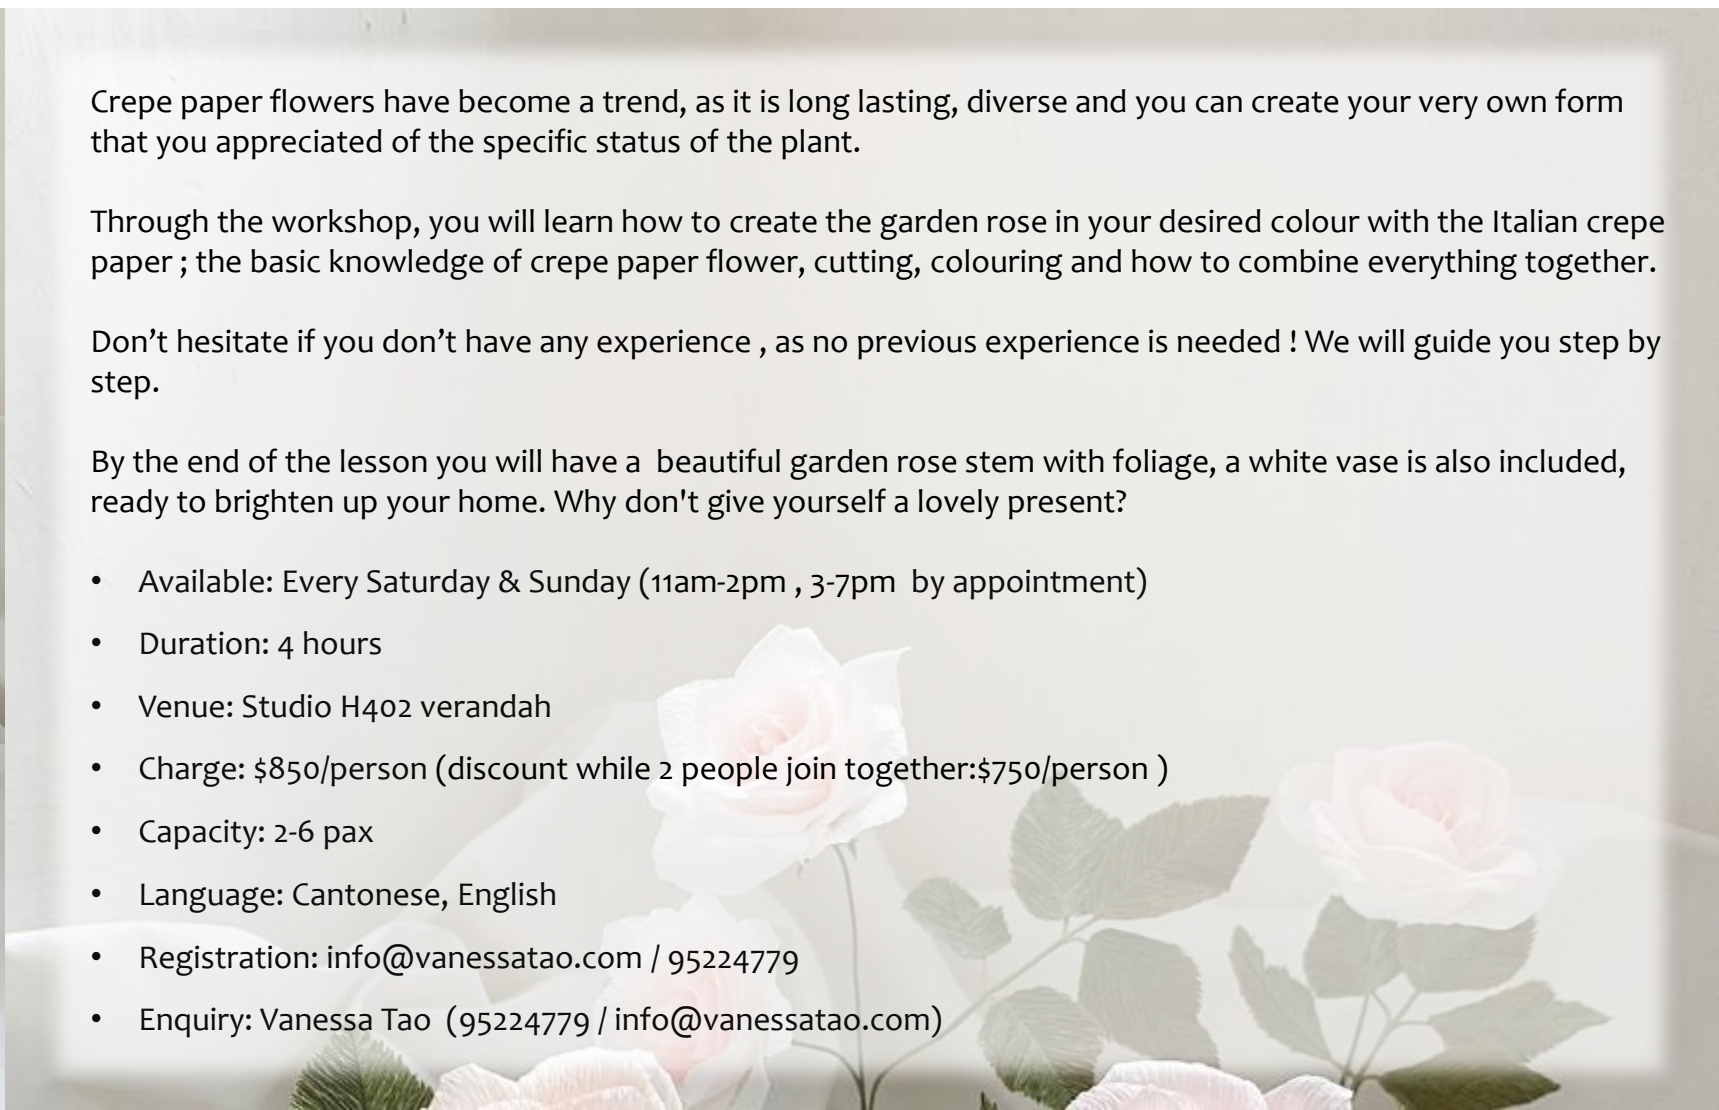 Crepe paper flowers have become a trend, as it is long lasting, diverse and you can create your very own form
that you appreciated of the specific status of the plant.
Through the workshop, you will learn how to create the garden rose in your desired colour with the Italian crepe
paper ; the basic knowledge of crepe paper flower, cutting, colouring and how to combine everything together.
Don’t hesitate if you don’t have any experience , as no previous experience is needed ! We will guide you step by
step.
By the end of the lesson you will have a  beautiful garden rose stem with foliage, a white vase is also included,
ready to brighten up your home. Why don't give yourself a lovely present?
• Available: Every Saturday & Sunday (11am-2pm , 3-7pm  by appointment)
• Duration: 4 hours
• Venue: Studio H402 verandah
• Charge: $850/person (discount while 2 people join together:$750/person )
• Capacity: 2-6 pax
• Language: Cantonese, English
• Registration: info@vanessatao.com / 95224779
• Enquiry: Vanessa Tao  (95224779 / info@vanessatao.com)